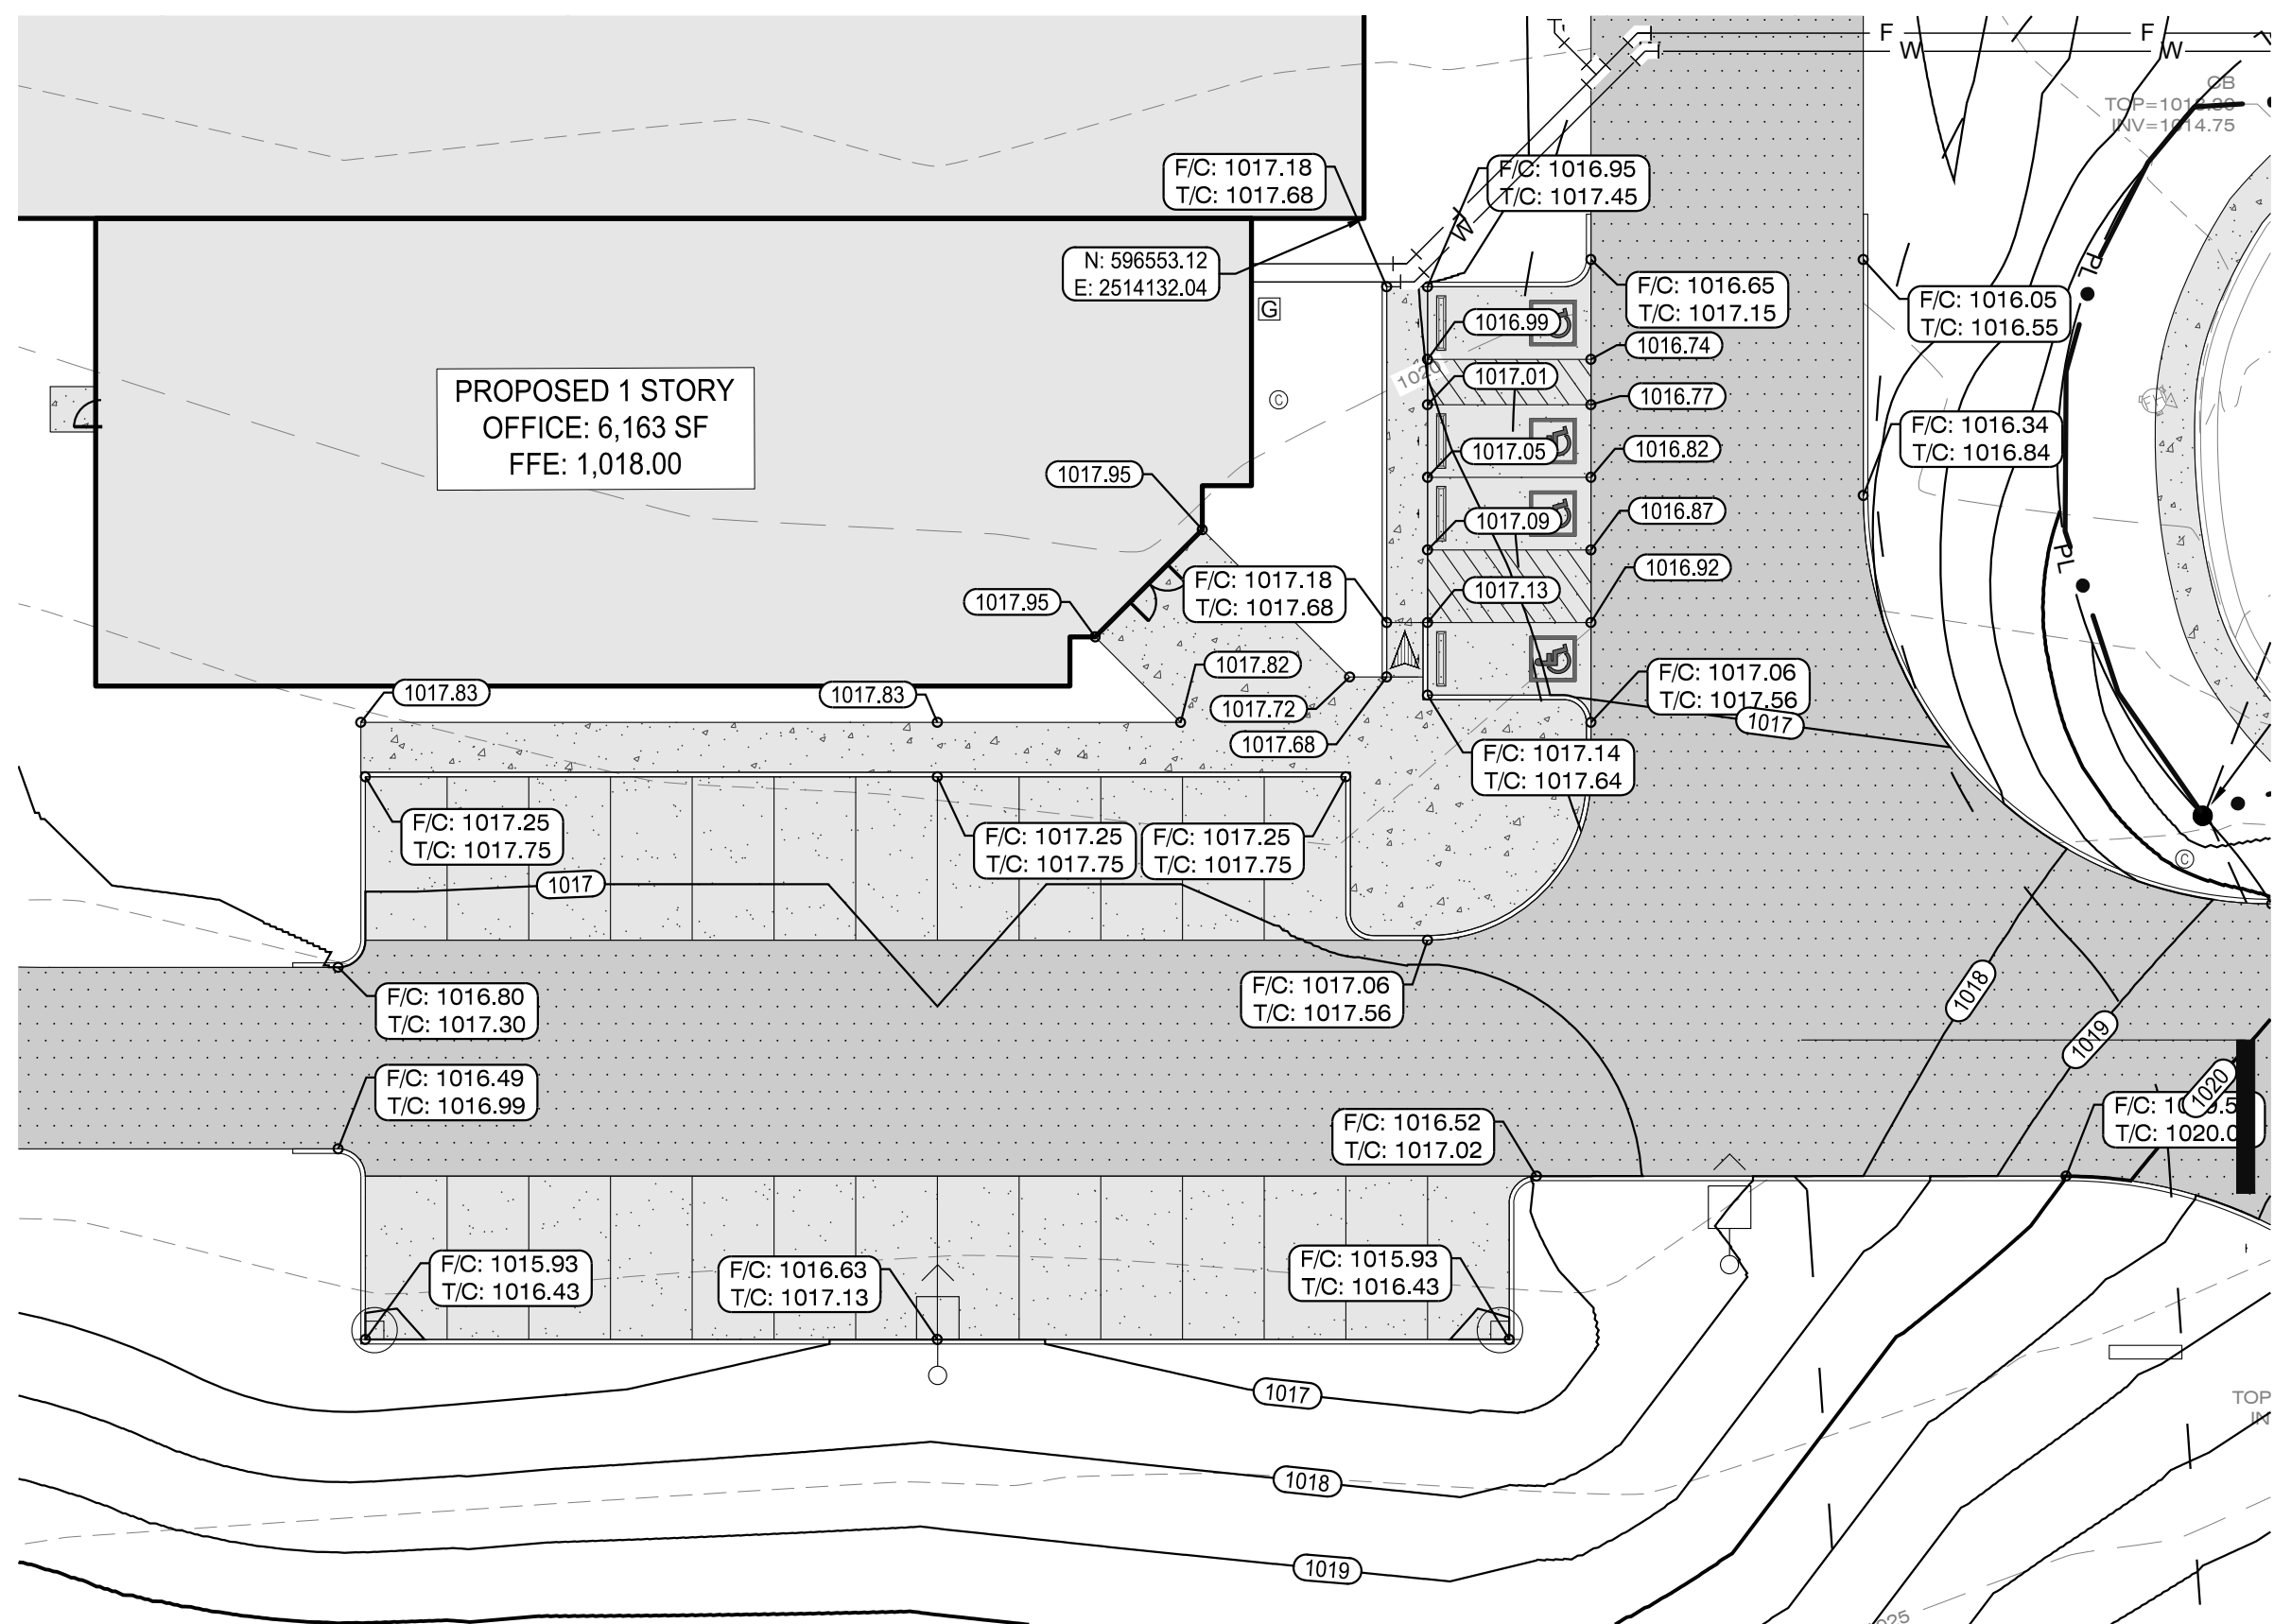 T
F
F
W
W
CB
TOP=1018.30
INV=1014.75
F/C: 1017.18
T/C: 1017.68
F/C: 1016.95
T/C: 1017.45
W
N: 596553.12
E: 2514132.04
PL
F/C: 1016.65
T/C: 1017.15
F/C: 1016.05
T/C: 1016.55
G
1016.99
1016.74
1020
1017.01
1016.77
PROPOSED 1 STORY
OFFICE: 6,163 SF
FFE: 1,018.00
C
FH
F/C: 1016.34
T/C: 1016.84
1017.05
1016.82
1017.95
1017.09
1016.87
PL
F/C: 1017.18
T/C: 1017.68
1016.92
1017.13
1017.95
1017.82
F/C: 1017.06
T/C: 1017.56
1017.83
1017.83
1017.72
1017
1017.68
F/C: 1017.14
T/C: 1017.64
F/C: 1017.25
T/C: 1017.75
F/C: 1017.25
T/C: 1017.75
F/C: 1017.25
T/C: 1017.75
C
1017
F/C: 1016.80
T/C: 1017.30
F/C: 1017.06
T/C: 1017.56
1018
1019
F/C: 1016.49
T/C: 1016.99
1020
F/C:
T/C: 1020.0
F/C: 1016.52
T/C: 1017.02
F/C: 1015.93
T/C: 1016.43
F/C: 1016.63
T/C: 1017.13
F/C: 1015.93
T/C: 1016.43
1017
TOP
IN
1018
1019
025